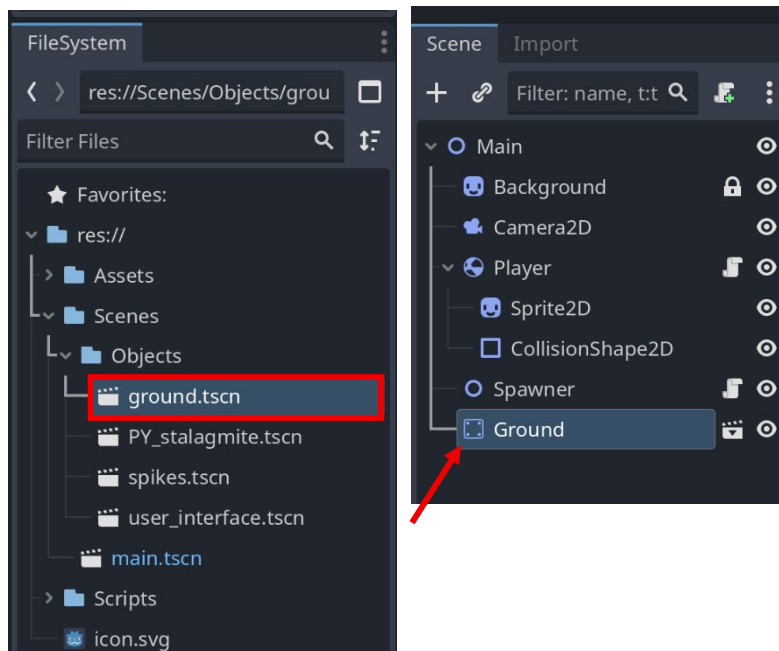 FileSystem
res://Scenes/Objects/grou
Filter Files
Favorites:
res://
Assets
Scenes
Objects
ground.tscn
PY_stalagmite.tscn
spikes.tscn
user_interface.tscn
main.tscn
Scripts
icon.svg
Scene Import
Filter: name, t:t
Main
Background
Camera2D
Player
Sprite2D
CollisionShape2D
Spawner
Ground